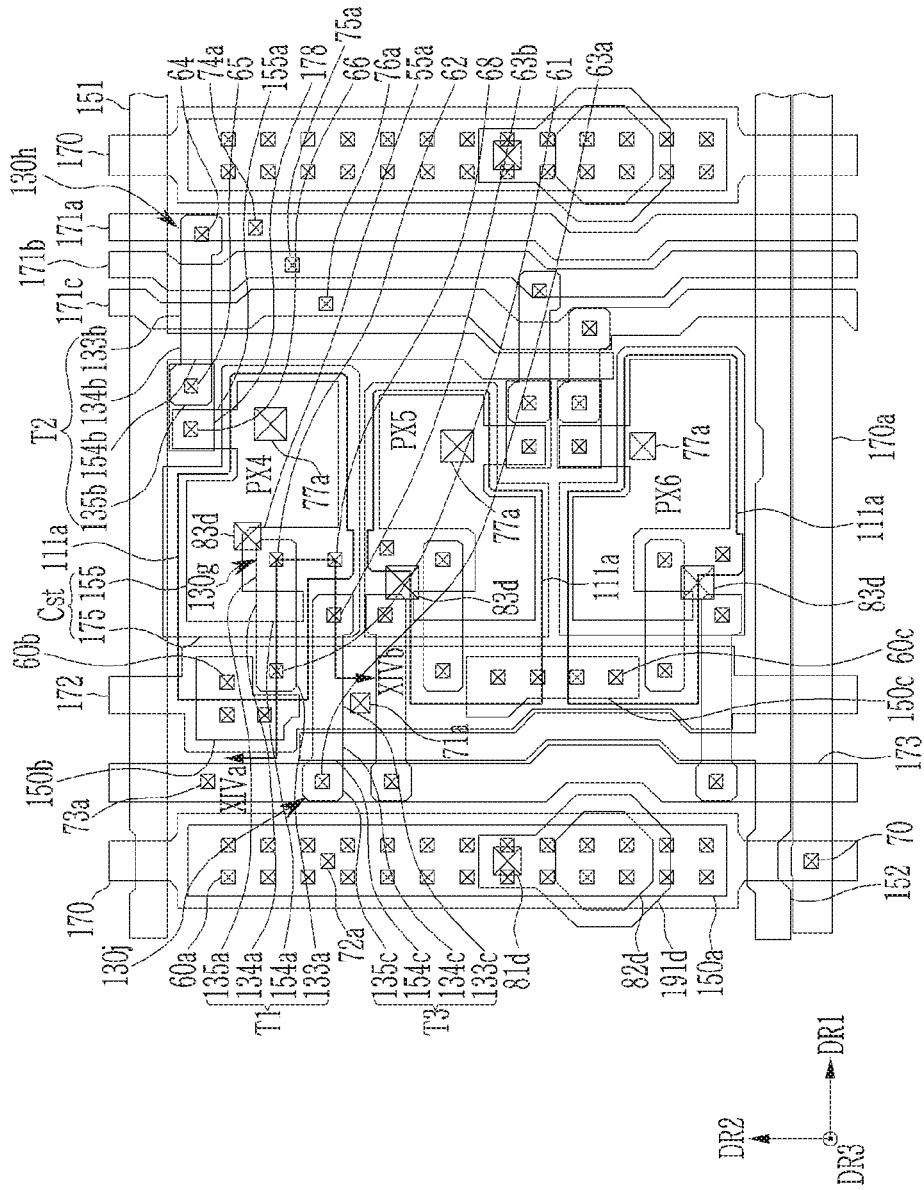 170
73a
150b
XIVa
172
60b
175
155
Cst
111a
83d
130g
135b
154b
134b
133b
T2
171c
171b
171a
130h
170
151
64
74a
65
155a
178
75a
66
76a
55a
62
68
63b
61
63a
PX4
77a
PX5
77a
PX6
77a
83d
111a
XIVb
71a
130j
60a
135a
134a
154a
133a
T1
72a
135c
154c
134c
133c
T3
81d
82d
191d
150a
70
152
173
150c
60c
83d
111a
170a
DR2
DR1
DR3